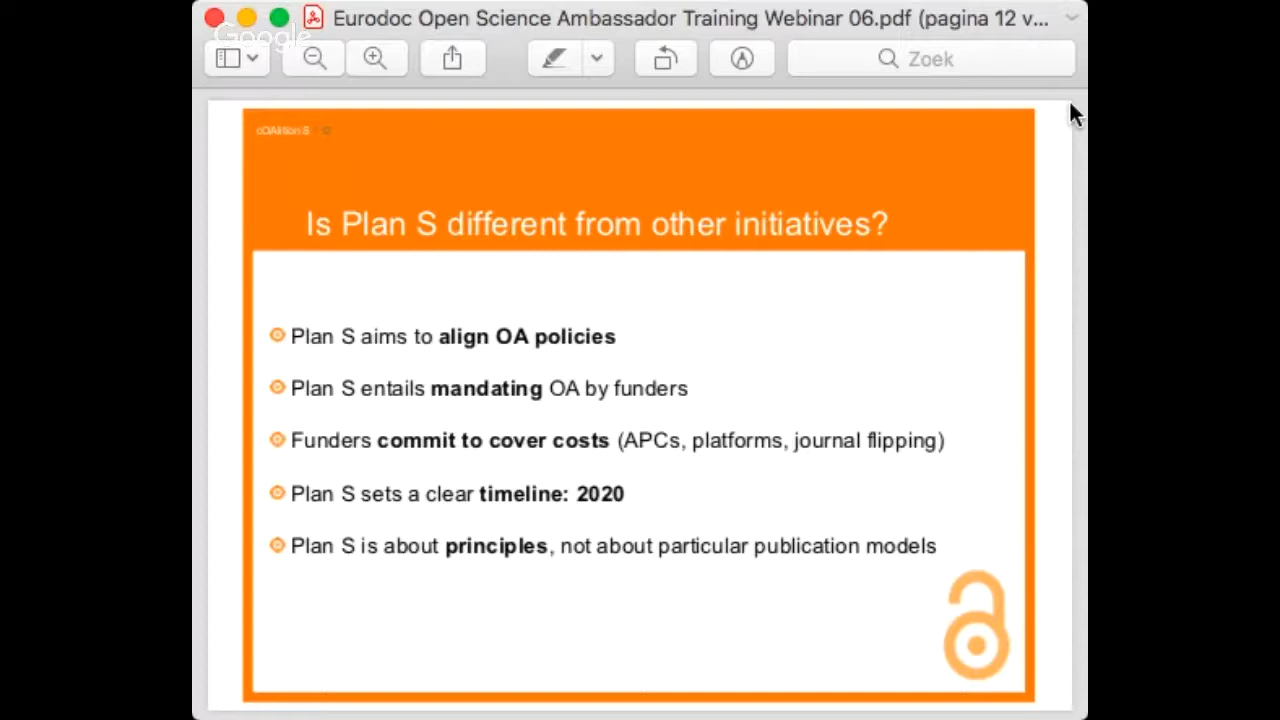 Eurodoc Open Science Ambassador Training Webinar 06.pdf (pagina 12 v...
Google
Zoek
cOAlition S
Is Plan S different from other initiatives?
Plan S aims to align OA policies
Plan S entails mandating OA by funders
Funders commit to cover costs (APCs, platforms, journal flipping)
Plan S sets a clear timeline: 2020
Plan S is about principles, not about particular publication models